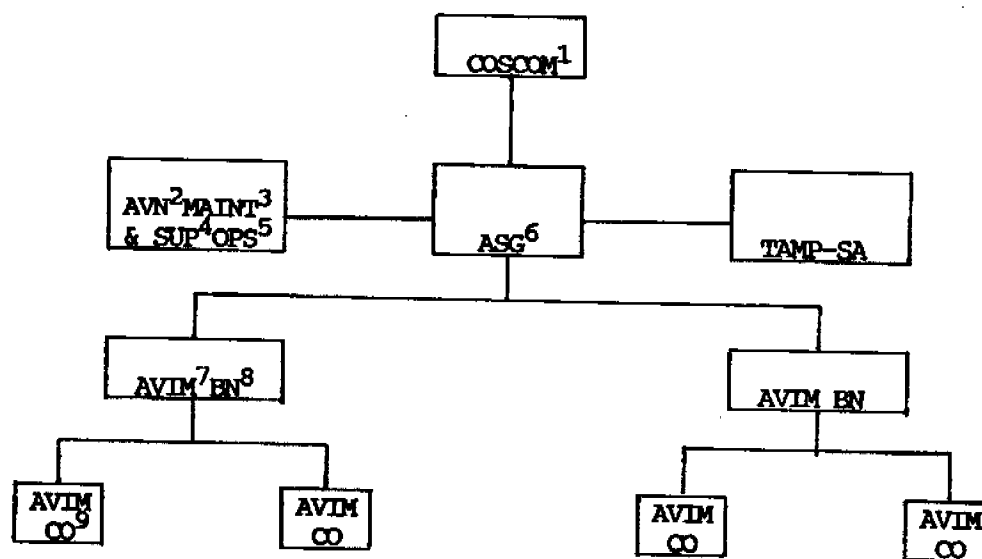 COSCOM¹
AVN²MAINT³
& SUP⁴OPS⁵
ASG⁶
TAMP-SA
AVIM⁷BN⁸
AVIM BN
AVIM
CO⁹
AVIM
CO
AVIM
CO
AVIM
CO